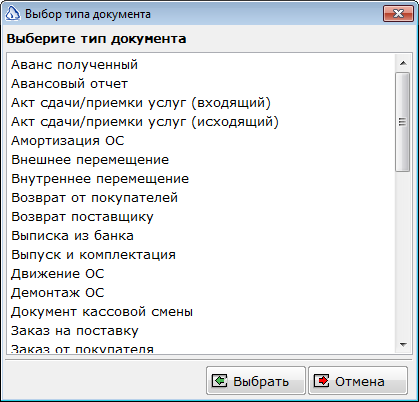 Выбор типа документа
Выберите тип документа
Аванс полученный
Авансовый отчет
Акт сдачи/приемки услуг (входящий)
Акт сдачи/приемки услуг (исходящий)
Амортизация ОС
Внешнее перемещение
Внутреннее перемещение
Возврат от покупателей
Возврат поставщику
Выписка из банка
Выпуск и комплектация
Движение ОС
Демонтаж ОС
Документ кассовой смены
Заказ на поставку
Заказ от покупателя
Выбрать
Отмена